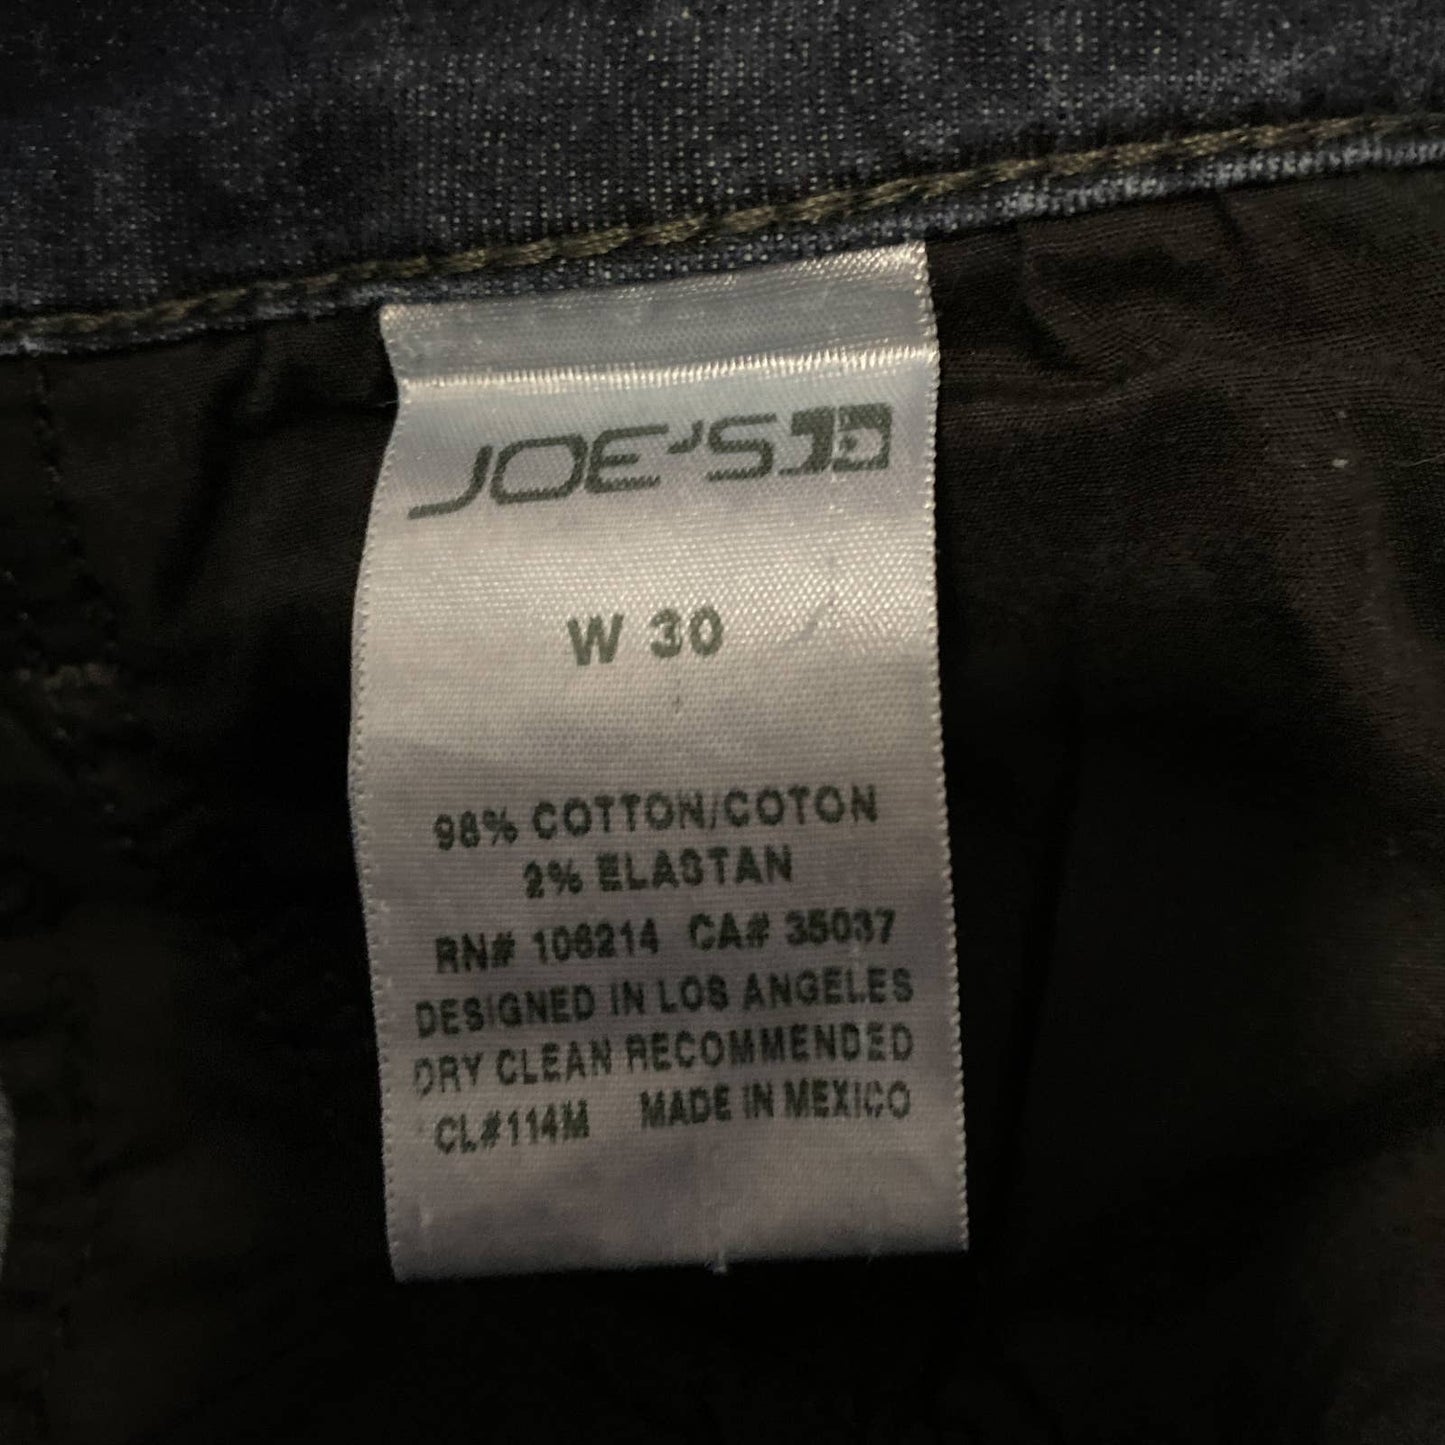 JOE'S
W 30
98% COTTON/COTON
2% ELASTAN
RN# 106214 CA# 35037
DESIGNED IN LOS ANGELES
DRY CLEAN RECOMMENDED
CL#114M MADE IN MEXICO